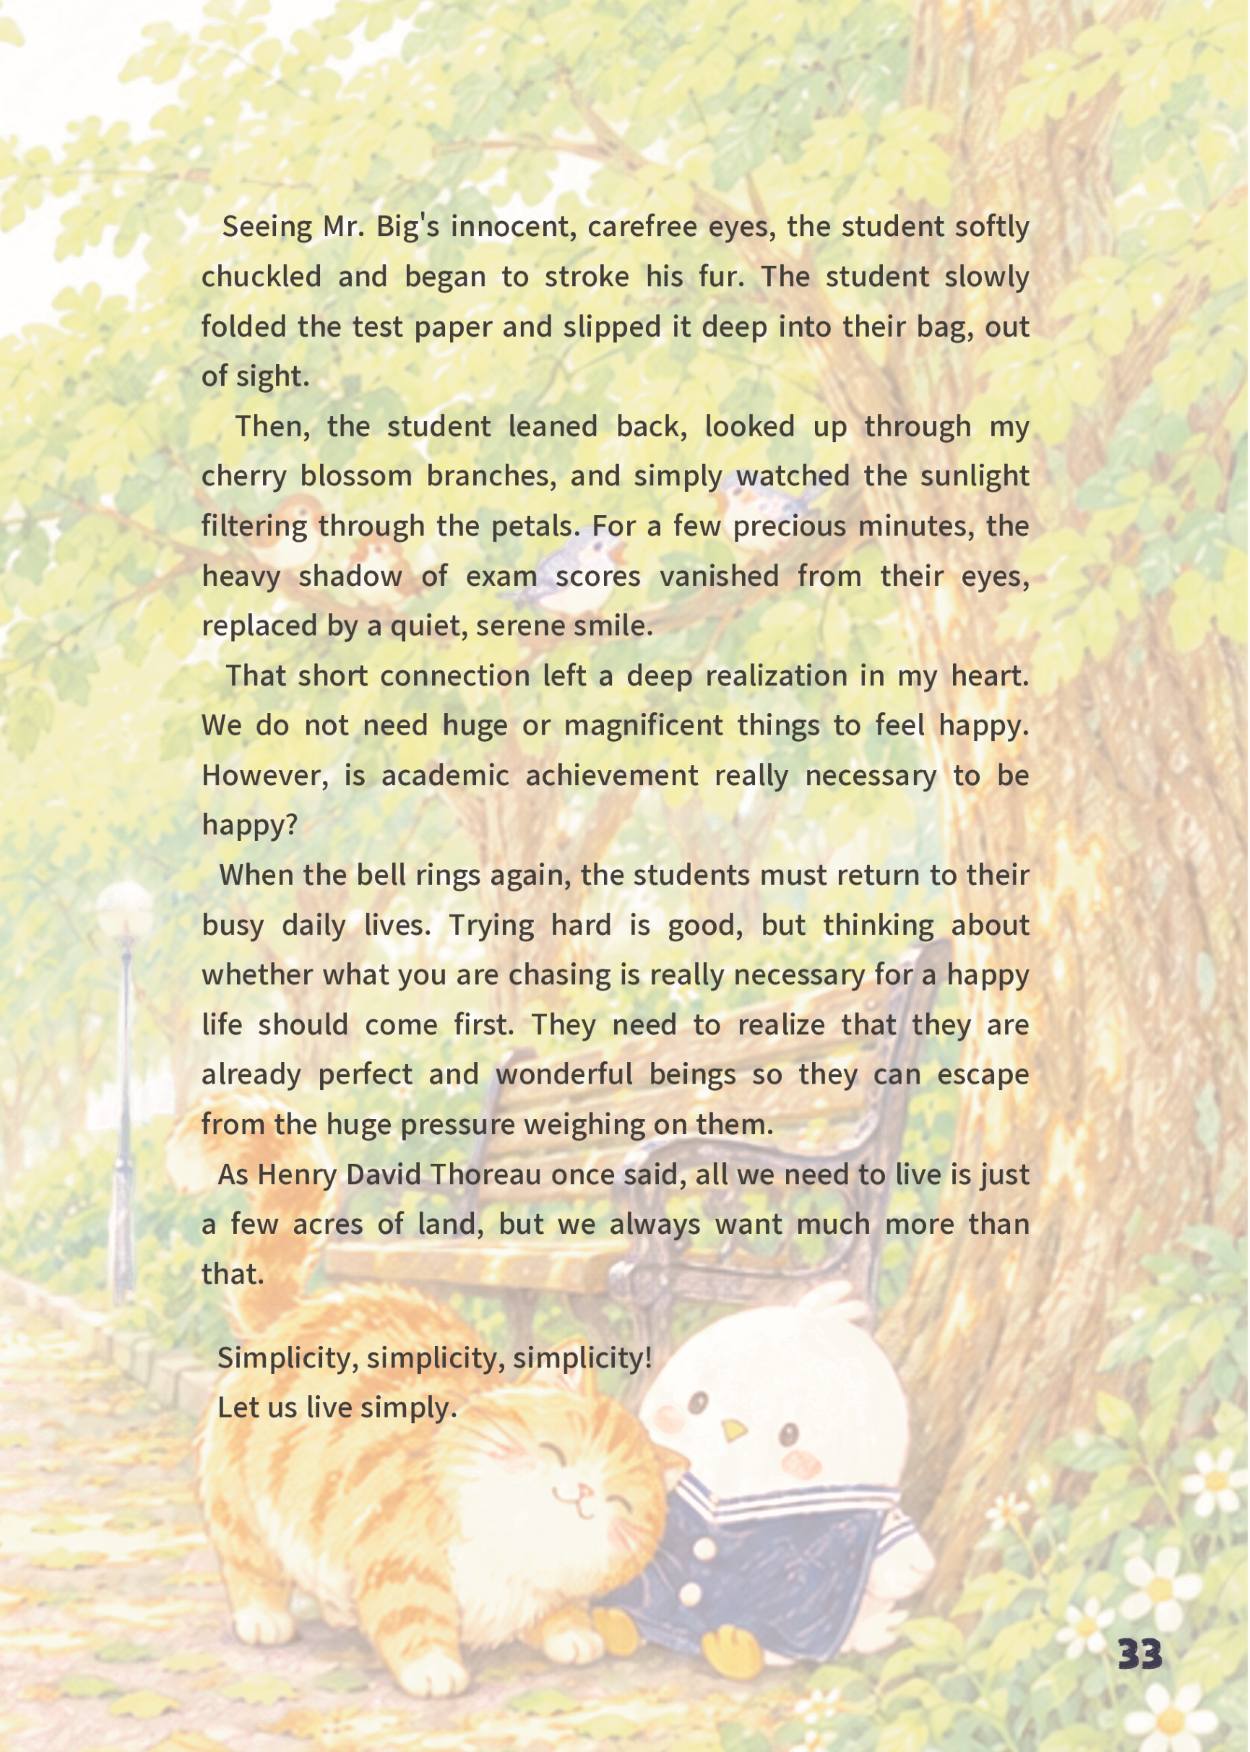 Seeing Mr. Big's innocent, carefree eyes, the student softly
chuckled and began to stroke his fur. The student slowly
folded the test paper and slipped it deep into their bag, out
of sight.
Then, the student leaned back, looked up through my
cherry blossom branches, and simply watched the sunlight
filtering through the petals. For a few precious minutes, the
heavy shadow of exam scores vanished from their eyes,
replaced by a quiet, serene smile.
That short connection left a deep realization in my heart.
We do not need huge or magnificent things to feel happy.
However, is academic achievement really necessary to be
happy?
When the bell rings again, the students must return to their
busy daily lives. Trying hard is good, but thinking about
whether what you are chasing is really necessary for a happy
life should come first. They need to realize that they are
already perfect and wonderful beings so they can escape
from the huge pressure weighing on them.
As Henry David Thoreau once said, all we need to live is just
a few acres of land, but we always want much more than
that.
Simplicity, simplicity, simplicity!
Let us live simply.
33